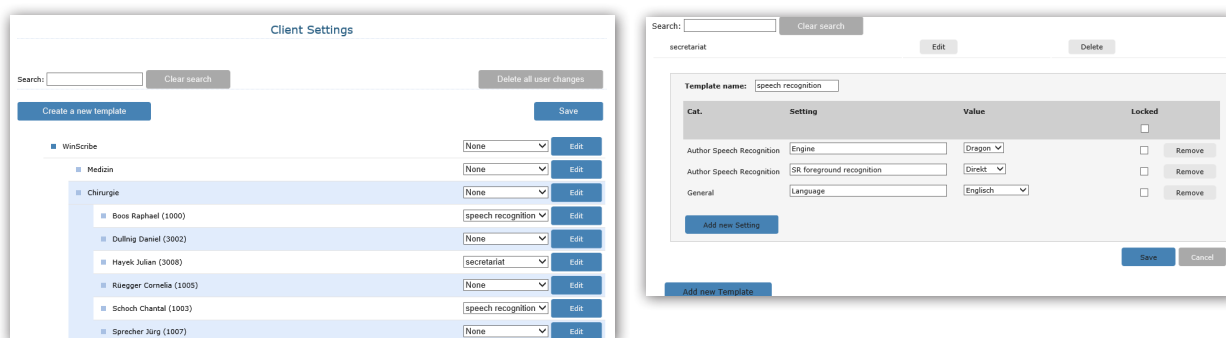 Client Settings
Search: Clear search Delete all user changes
Create a new template Save
WinScribe None Edit
Medizin None Edit
Chirurgie None Edit
Boos Raphael (1000) speech recognition Edit
Dullnig Daniel (3002) None Edit
Hayek Julian (3008) secretariat Edit
Rüegger Cornelia (1005) None Edit
Schoch Chantal (1003) speech recognition Edit
Sprecher Jürg (1007) None Edit
Search: Clear search
secretariat Edit Delete
Template name: speech recognition
Cat. Setting Value Locked
Author Speech Recognition Engine Dragon Remove
Author Speech Recognition SR foreground recognition Direkt Remove
General Language Englisch Remove
Add new Setting
Save Cancel
Add new Template